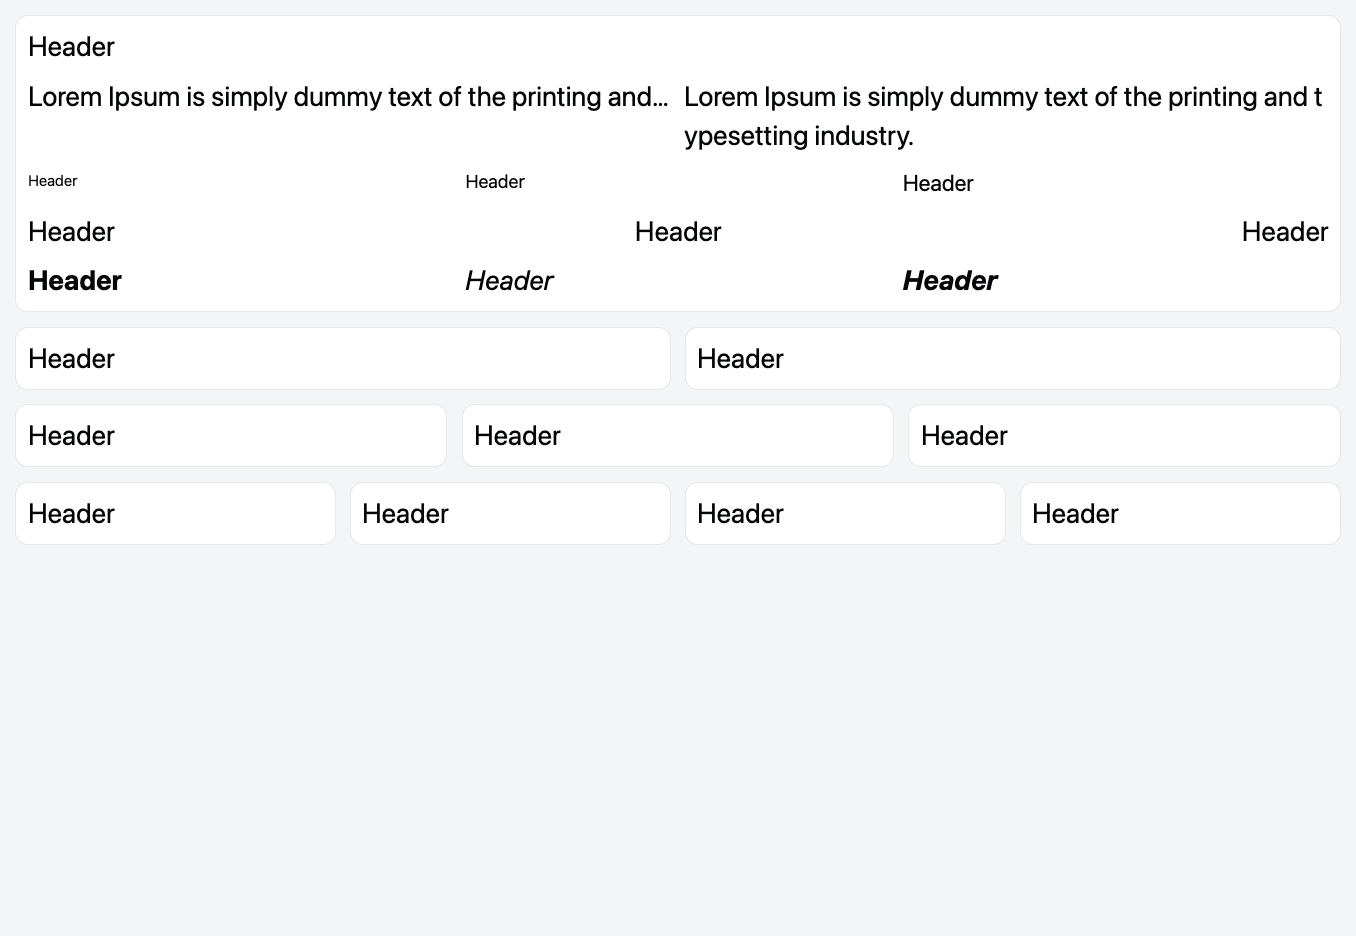 Header
Lorem Ipsum is simply dummy text of the printing and...
Lorem Ipsum is simply dummy text of the printing and t
ypesetting industry.
Header Header Header
Header Header Header
Header Header Header
Header Header
Header Header Header
Header Header Header Header